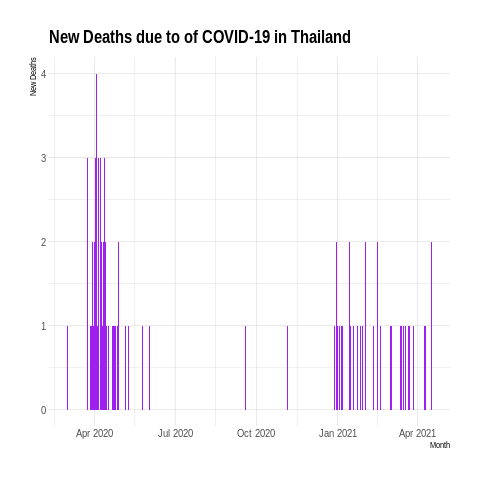 New Deaths due to of COVID-19 in Thailand
New Deaths
4
3
2
1
0
Apr 2020 Jul 2020 Oct 2020 Jan 2021 Apr 2021
Month